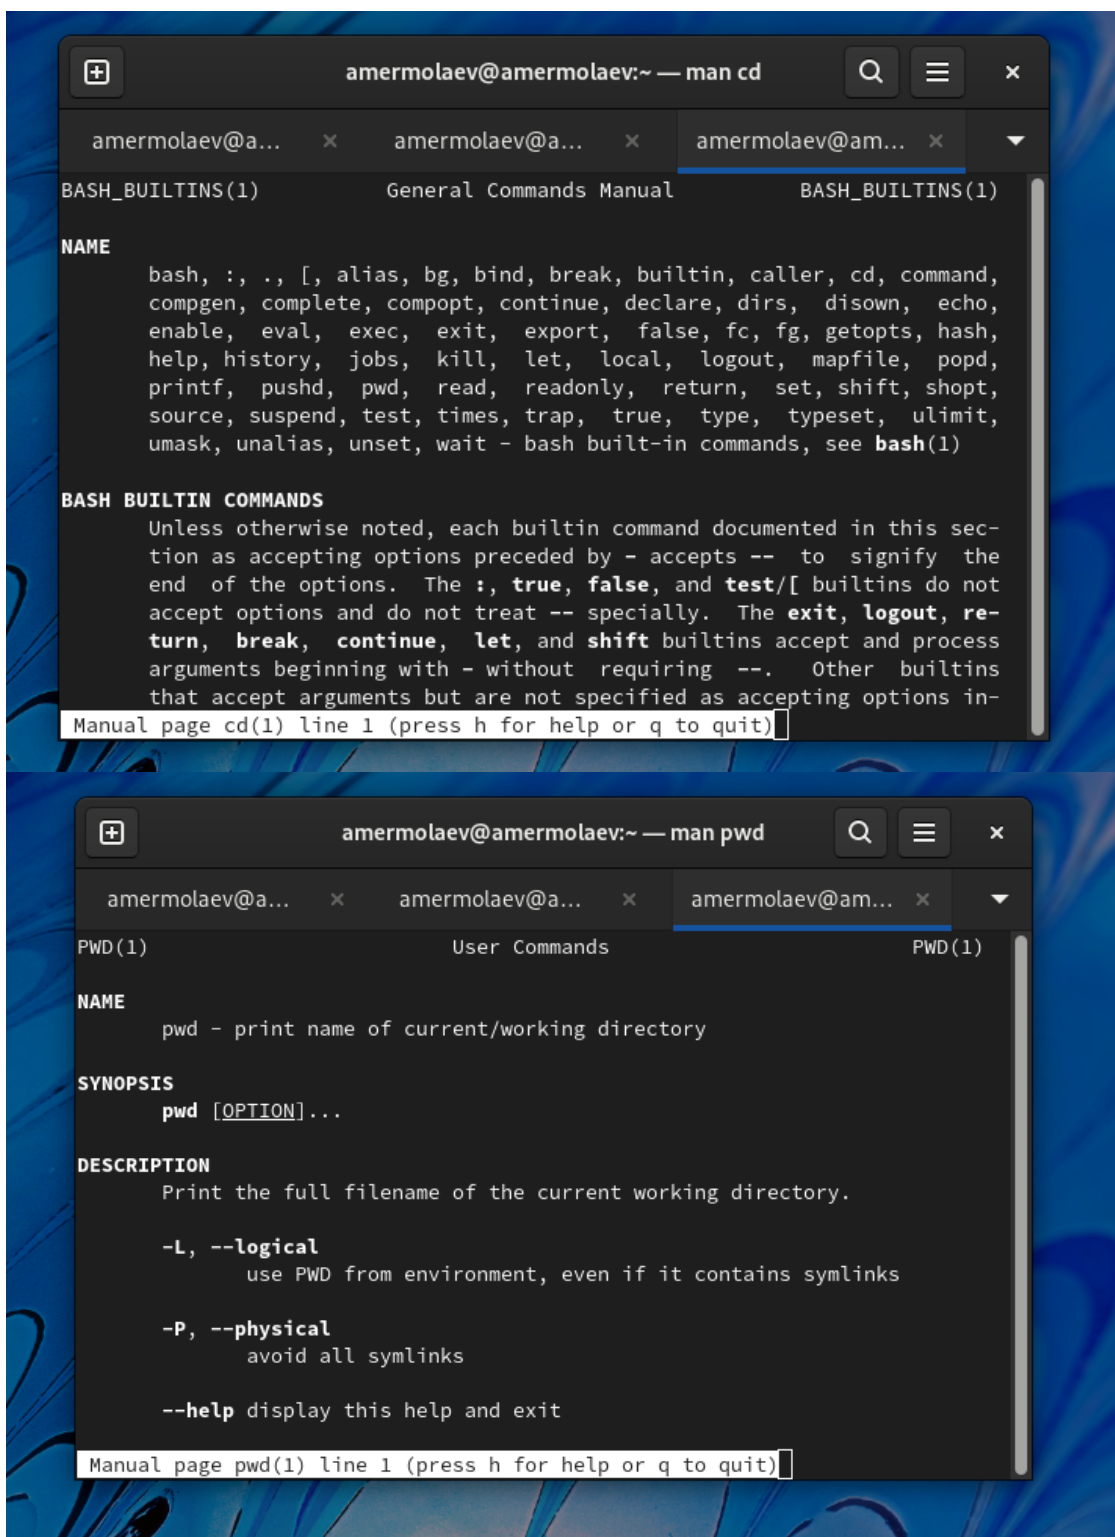 amermolaev@amermolaev:~ — man cd
amermolaev@a... amermolaev@a... amermolaev@am...
BASH_BUILTINS(1) General Commands Manual BASH_BUILTINS(1)
NAME
bash, :, ., [, alias, bg, bind, break, builtin, caller, cd, command,
compgen, complete, compopt, continue, declare, dirs, disown, echo,
enable, eval, exec, exit, export, false, fc, fg, getopts, hash,
help, history, jobs, kill, let, local, logout, mapfile, popd,
printf, pushd, pwd, read, readonly, return, set, shift, shopt,
source, suspend, test, times, trap, true, type, typeset, ulimit,
umask, unalias, unset, wait - bash built-in commands, see bash(1)
BASH BUILTIN COMMANDS
Unless otherwise noted, each builtin command documented in this sec-
tion as accepting options preceded by - accepts -- to signify the
end of the options. The :, true, false, and test/[ builtins do not
accept options and do not treat -- specially. The exit, logout, re-
turn, break, continue, let, and shift builtins accept and process
arguments beginning with - without requiring --. Other builtins
that accept arguments but are not specified as accepting options in-
Manual page cd(1) line 1 (press h for help or q to quit)
amermolaev@amermolaev:~ — man pwd
amermolaev@a... amermolaev@a... amermolaev@am...
PWD(1) User Commands PWD(1)
NAME
pwd - print name of current/working directory
SYNOPSIS
pwd [OPTION]...
DESCRIPTION
Print the full filename of the current working directory.
-L, --logical
use PWD from environment, even if it contains symlinks
-P, --physical
avoid all symlinks
--help display this help and exit
Manual page pwd(1) line 1 (press h for help or q to quit)